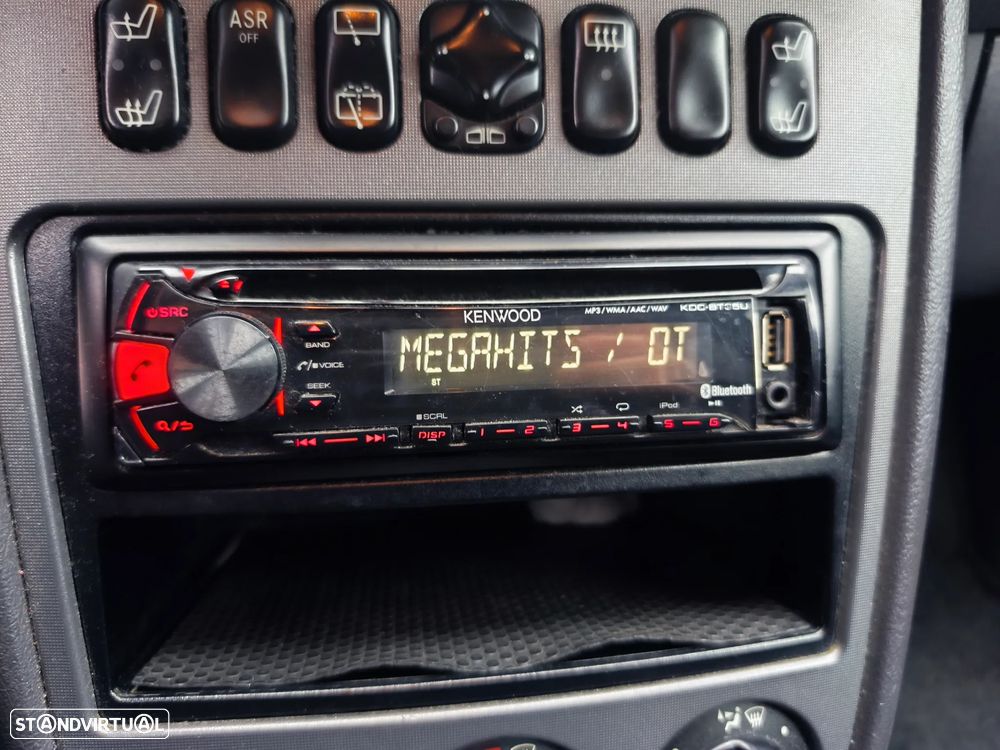 ASR
OFF
SRC
KENWOOD
MP3/WMA/AAC/WAV
BAND
VOICE
SEEK
MEGAHITS / OT
ST
Bluetooth
SCRL
iPod
DISP
1 — 2
3 — 4
5 — 6
STANDVIRTUAL